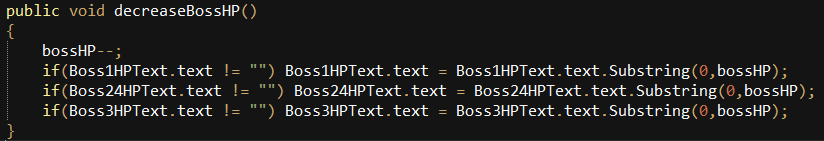 public void decreaseBossHP()
{
bossHP--;
if(Boss1HPText.text != "") Boss1HPText.text = Boss1HPText.text.Substring(0,bossHP);
if(Boss24HPText.text != "") Boss24HPText.text = Boss24HPText.text.Substring(0,bossHP);
if(Boss3HPText.text != "") Boss3HPText.text = Boss3HPText.text.Substring(0,bossHP);
}